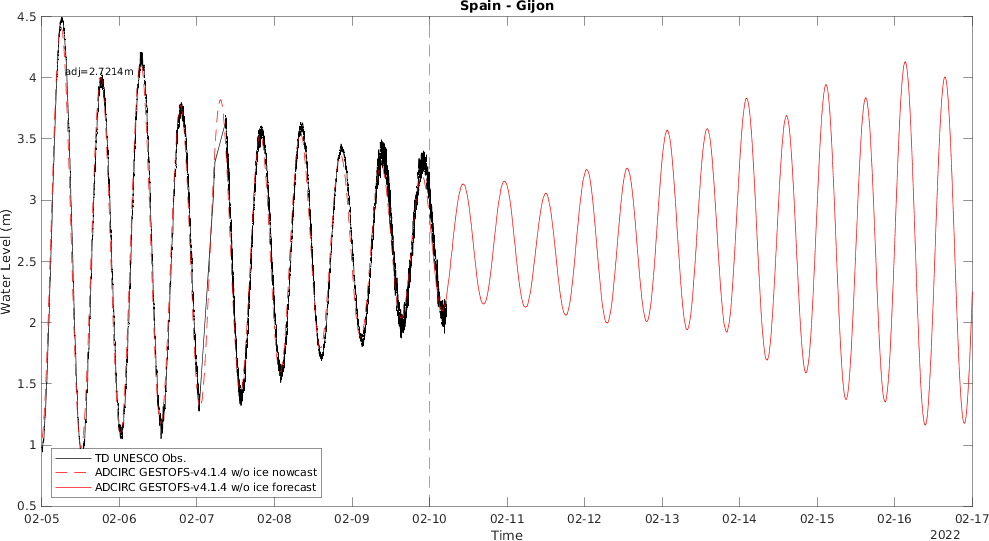 Spain - Gijon
4.5
4
3.5
3
2.5
2
1.5
1
0.5
Water Level (m)
adj=2.7214m
TD UNESCO Obs.
ADCIRC GESTOFS-v4.1.4 w/o ice nowcast
ADCIRC GESTOFS-v4.1.4 w/o ice forecast
02-05 02-06 02-07 02-08 02-09 02-10 02-11 02-12 02-13 02-14 02-15 02-16 02-17
Time
2022